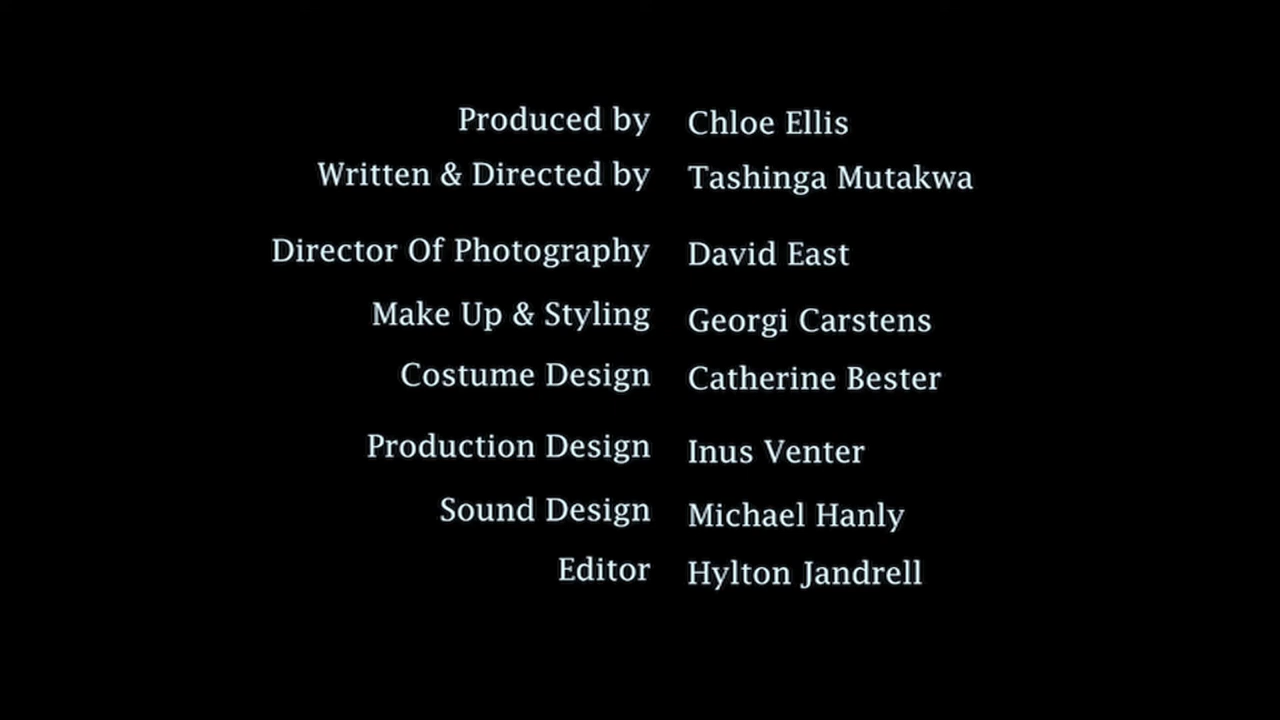 Produced by Chloe Ellis
Written & Directed by Tashinga Mutakwa
Director Of Photography David East
Make Up & Styling Georgi Carstens
Costume Design Catherine Bester
Production Design Inus Venter
Sound Design Michael Hanly
Editor Hylton Jandrell